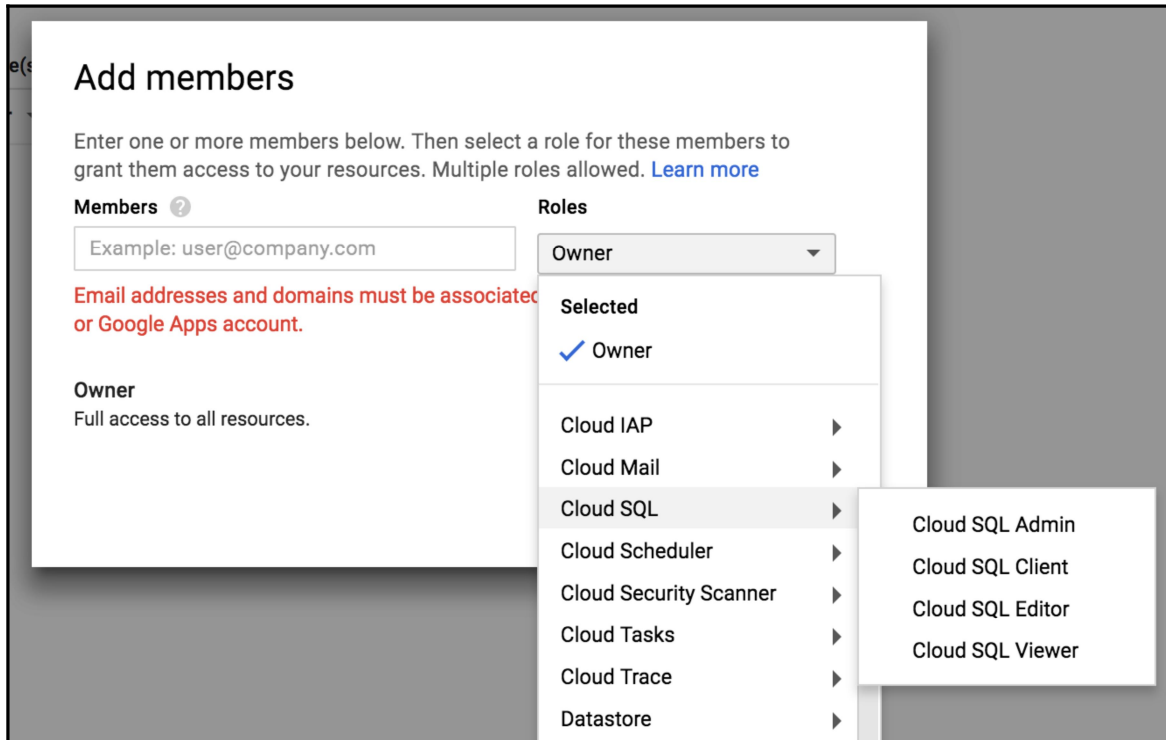 e(s
Add members
Enter one or more members below. Then select a role for these members to
grant them access to your resources. Multiple roles allowed. Learn more
Members ?
Roles
Example: user@company.com
Owner
Email addresses and domains must be associated
or Google Apps account.
Owner
Full access to all resources.
Selected
Owner
Cloud IAP
Cloud Mail
Cloud SQL
Cloud Scheduler
Cloud Security Scanner
Cloud Tasks
Cloud Trace
Datastore
Cloud SQL Admin
Cloud SQL Client
Cloud SQL Editor
Cloud SQL Viewer